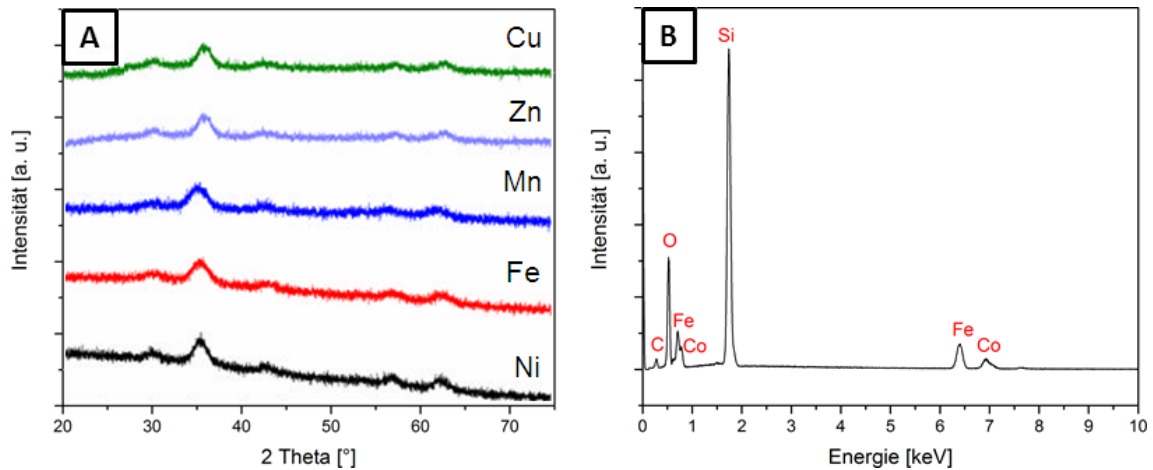 A
Cu
Zn
Mn
Fe
Ni
Intensität [a. u.]
20 30 40 50 60 70
2 Theta [°]
B
Si
O
C
Fe
Co
Fe
Co
Intensität [a. u.]
0 1 2 3 4 5 6 7 8 9 10
Energie [keV]